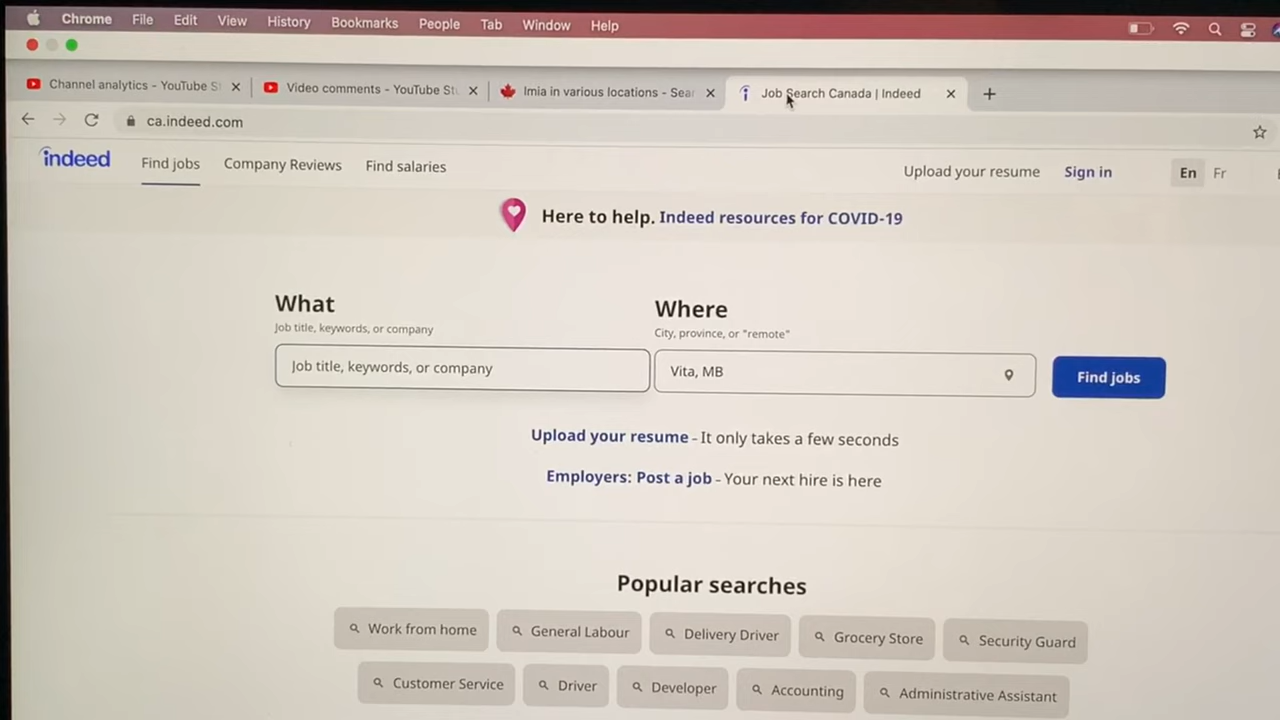 Chrome File Edit View History Bookmarks People Tab Window Help
Channel analytics - YouTube S
Video comments - YouTube Stu
lmia in various locations - Sear
Job Search Canada | Indeed
ca.indeed.com
indeed Find jobs Company Reviews Find salaries Upload your resume Sign in En Fr
Here to help. Indeed resources for COVID-19
What
Job title, keywords, or company
Job title, keywords, or company
Where
City, province, or "remote"
Vita, MB
Find jobs
Upload your resume - It only takes a few seconds
Employers: Post a job - Your next hire is here
Popular searches
Work from home General Labour Delivery Driver Grocery Store Security Guard
Customer Service Driver Developer Accounting Administrative Assistant